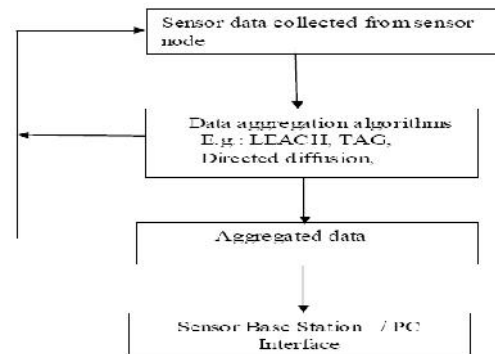 Sensor data collected from sensor
node
Data aggregation algorithms
E.g.: LEACH, TAG,
Directed diffusion,
Aggregated data
Sensor Base Station / PC
Interface